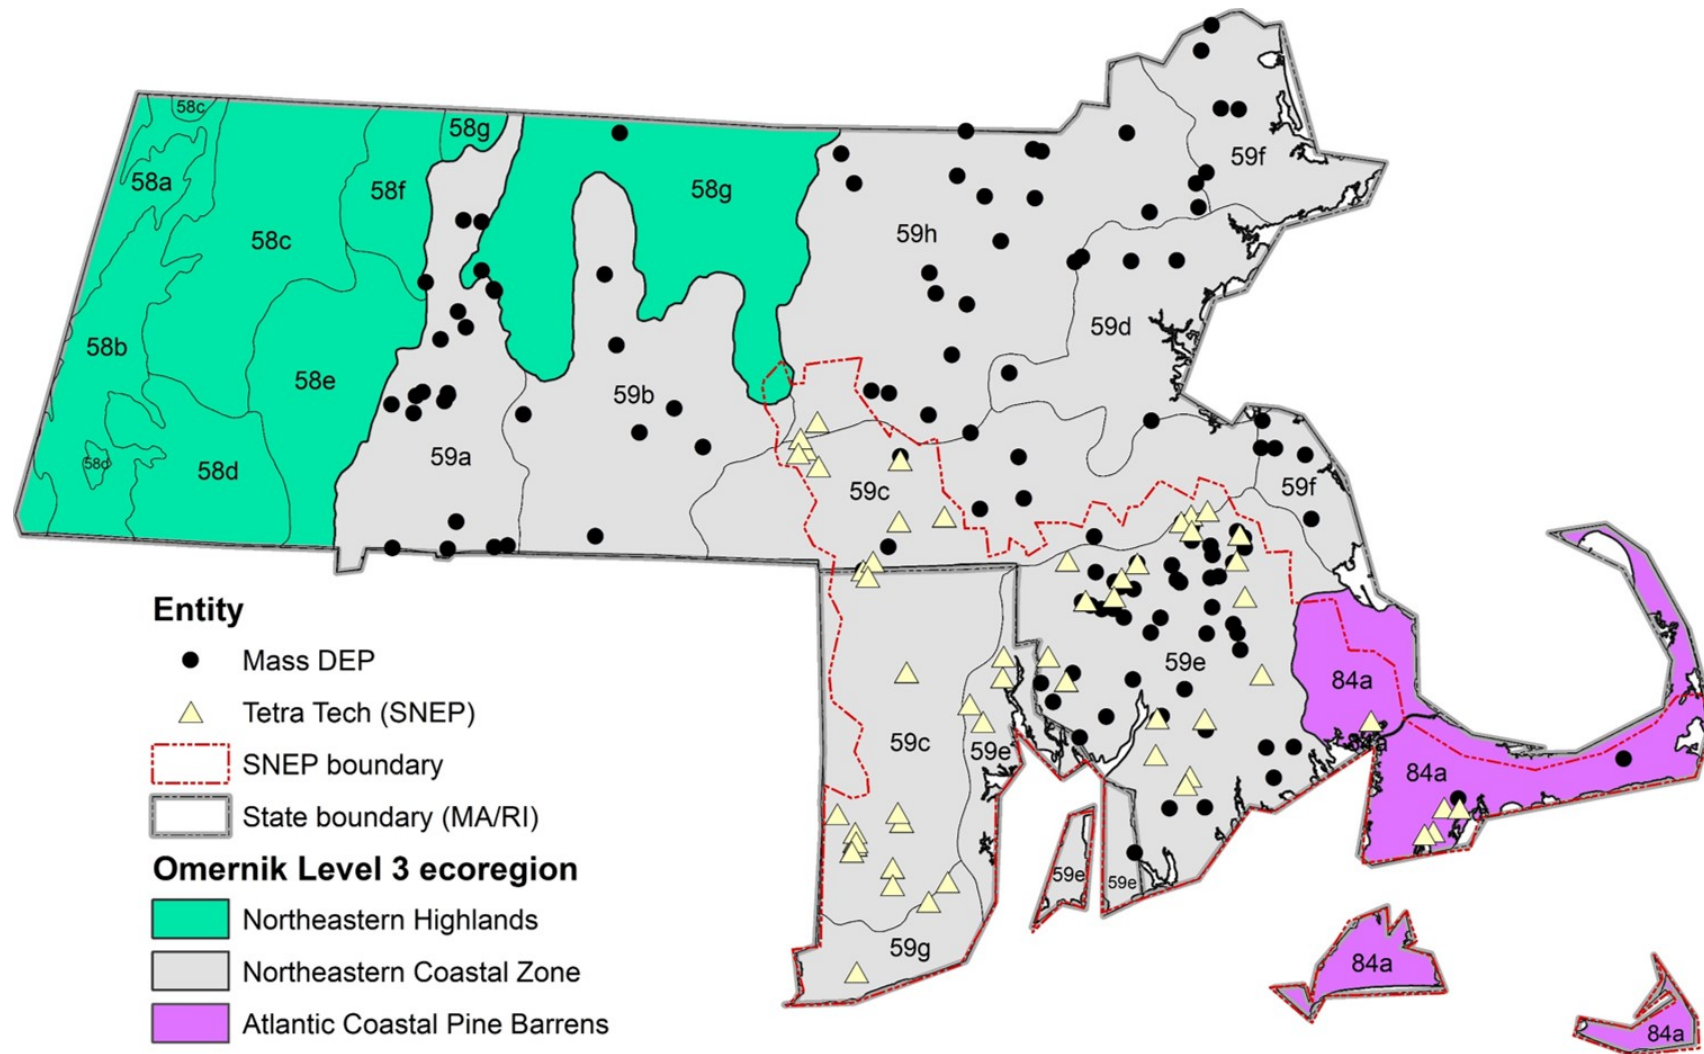 58c
58g
59f
58a
58f
58g
58c
59h
59d
58b
58e
59b
59a
58d
59c
59f
Entity
Mass DEP
59e
84a
Tetra Tech (SNEP)
59c
59e
84a
SNEP boundary
84a
State boundary (MA/RI)
Omernik Level 3 ecoregion
59e
59e
Northeastern Highlands
59g
84a
Northeastern Coastal Zone
Atlantic Coastal Pine Barrens
84a